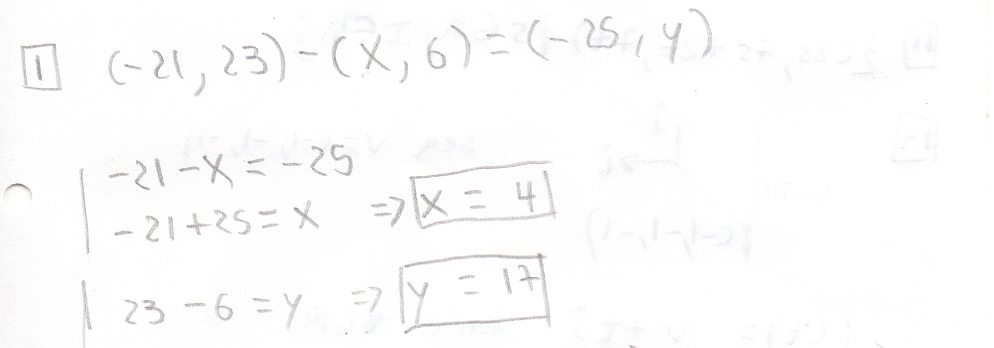 1 (-21, 23) - (x, 6) = (-25, y)
-21 - x = -25
-21 + 25 = x => x = 4
23 - 6 = y => y = 17